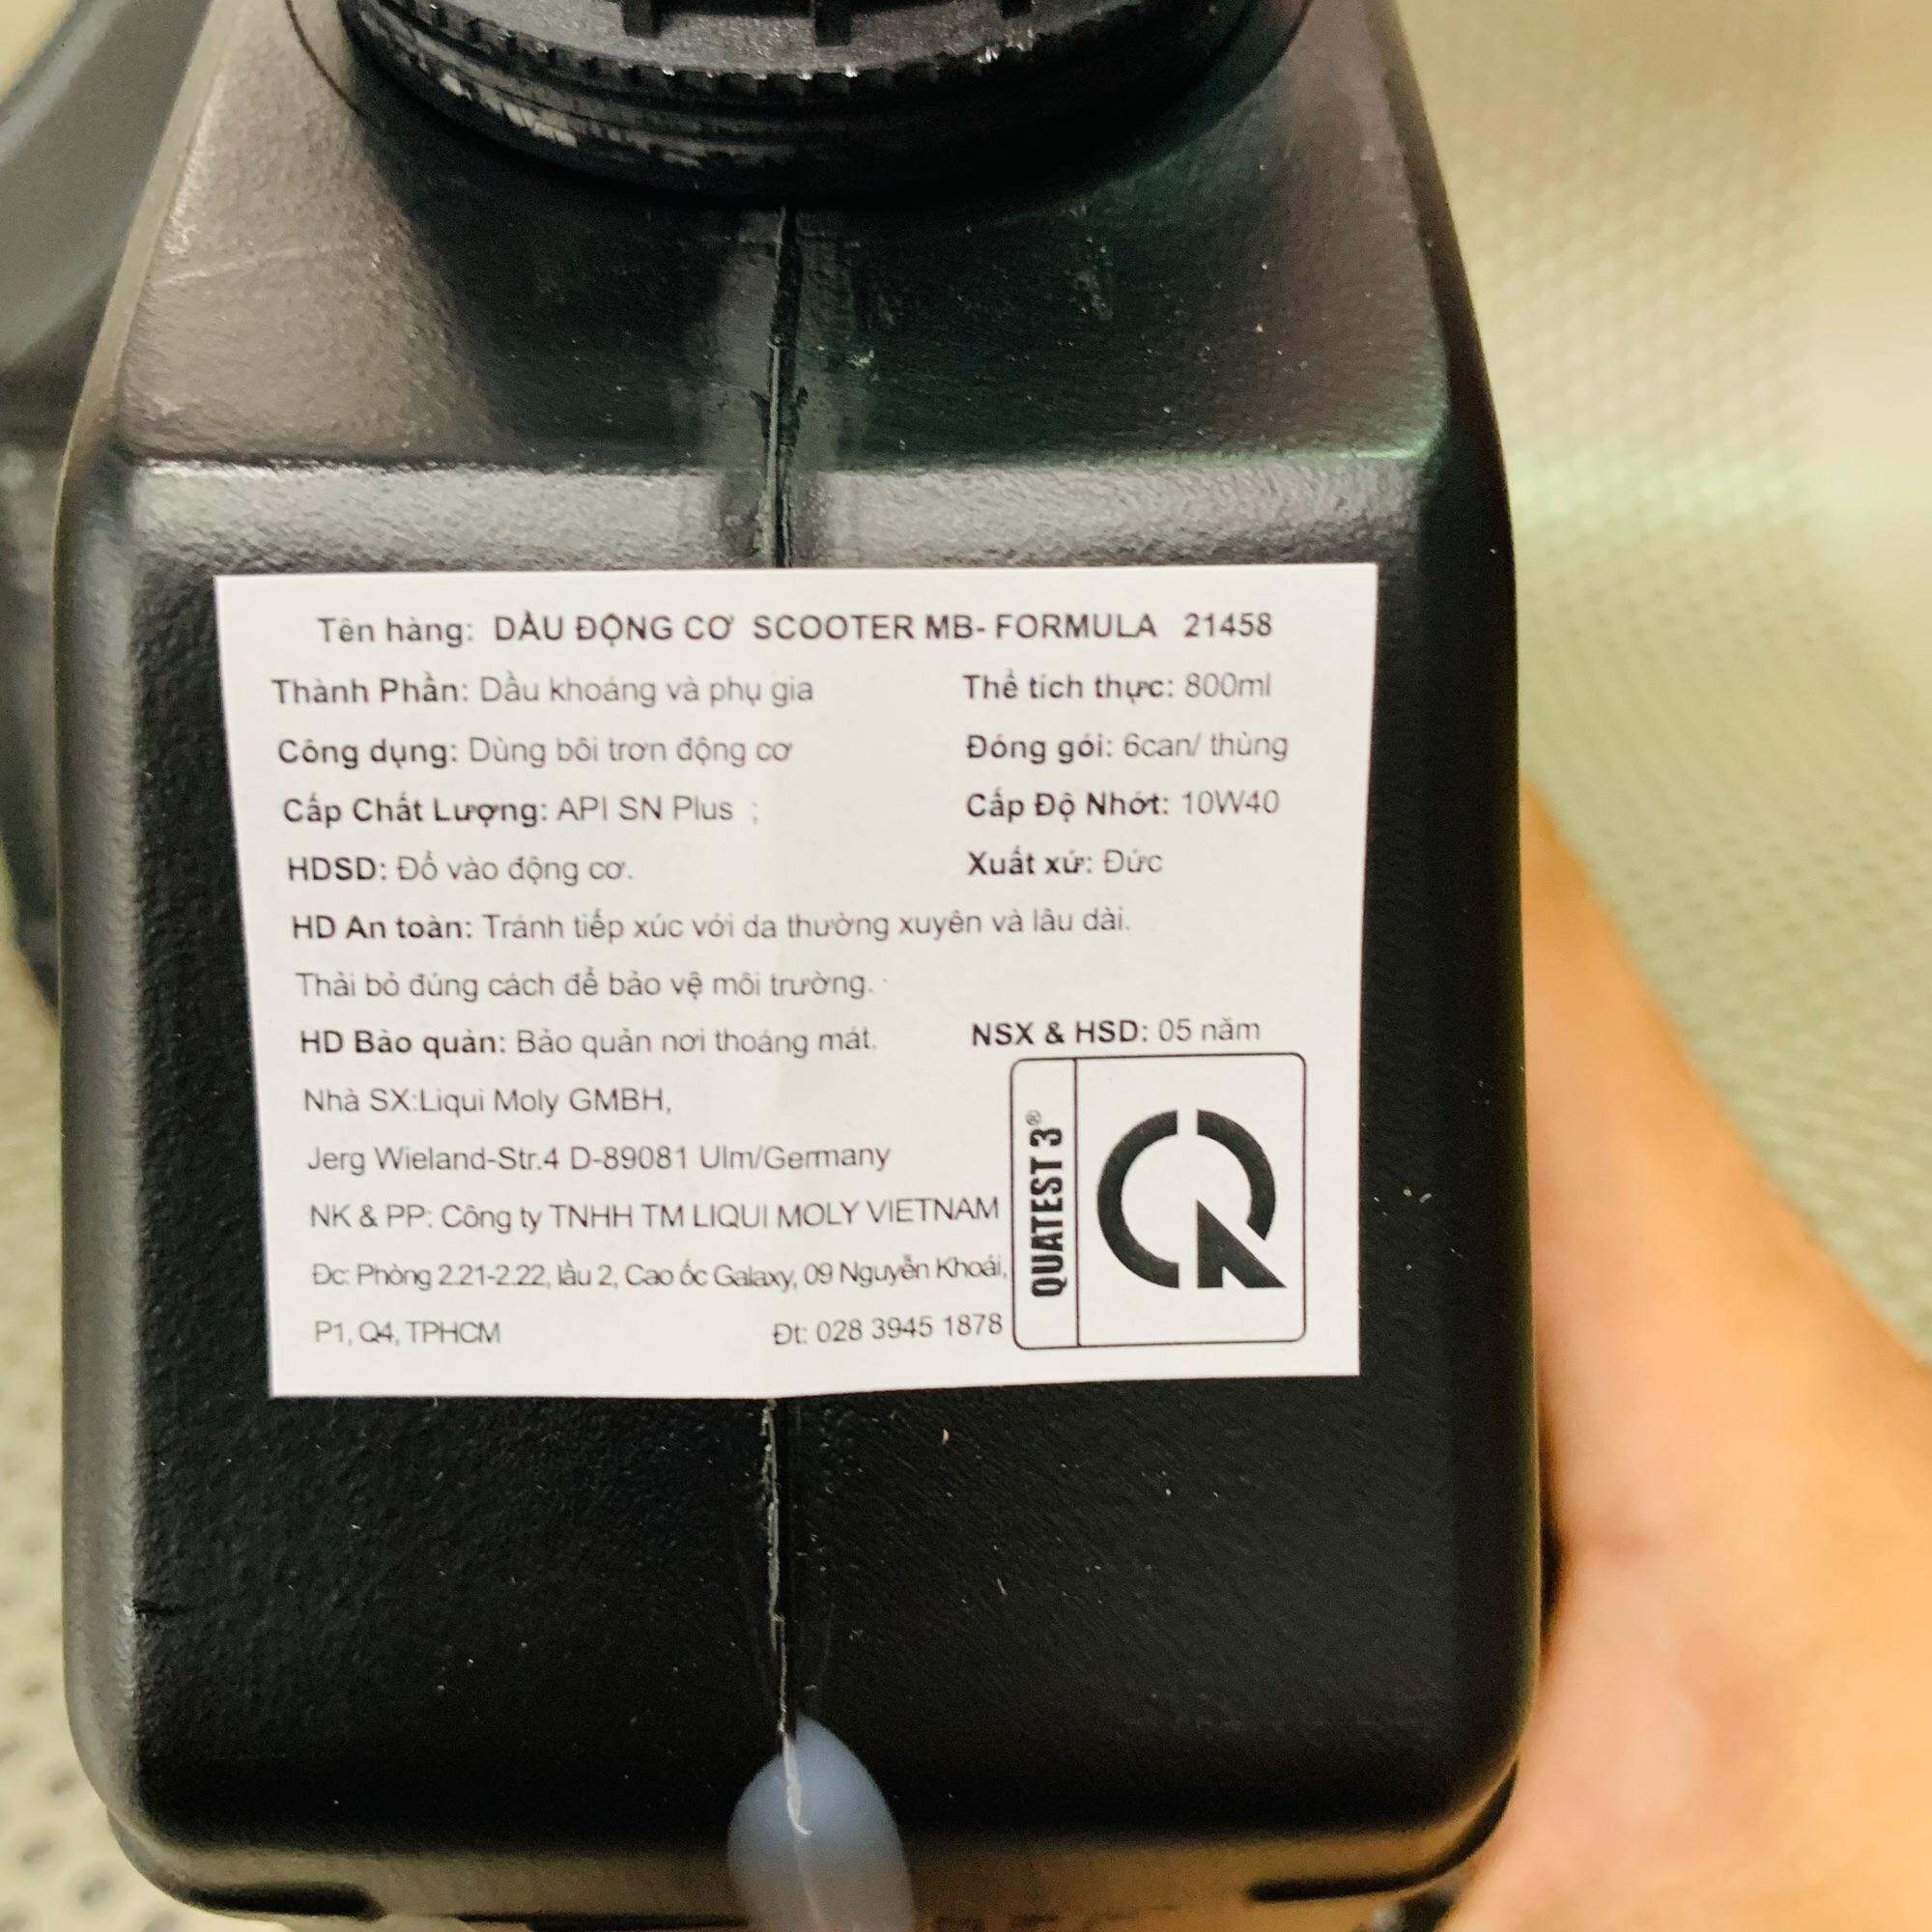 Tên hàng: DẦU ĐỘNG CƠ SCOOTER MB- FORMULA 21458
Thành Phần: Dầu khoáng và phụ gia Thể tích thực: 800ml
Công dụng: Dùng bôi trơn động cơ Đóng gói: 6can/ thùng
Cấp Chất Lượng: API SN Plus ; Cấp Độ Nhớt: 10W40
HDSD: Đổ vào động cơ. Xuất xứ: Đức
HD An toàn: Tránh tiếp xúc với da thường xuyên và lâu dài.
Thải bỏ đúng cách để bảo vệ môi trường.
HD Bảo quản: Bảo quản nơi thoáng mát. NSX & HSD: 05 năm
Nhà SX:Liqui Moly GMBH,
Jerg Wieland-Str.4 D-89081 Ulm/Germany
NK & PP: Công ty TNHH TM LIQUI MOLY VIETNAM
Đc: Phòng 2.21-2.22, lầu 2, Cao ốc Galaxy, 09 Nguyễn Khoái,
P1, Q4, TPHCM Đt: 028 3945 1878
QUATEST 3®